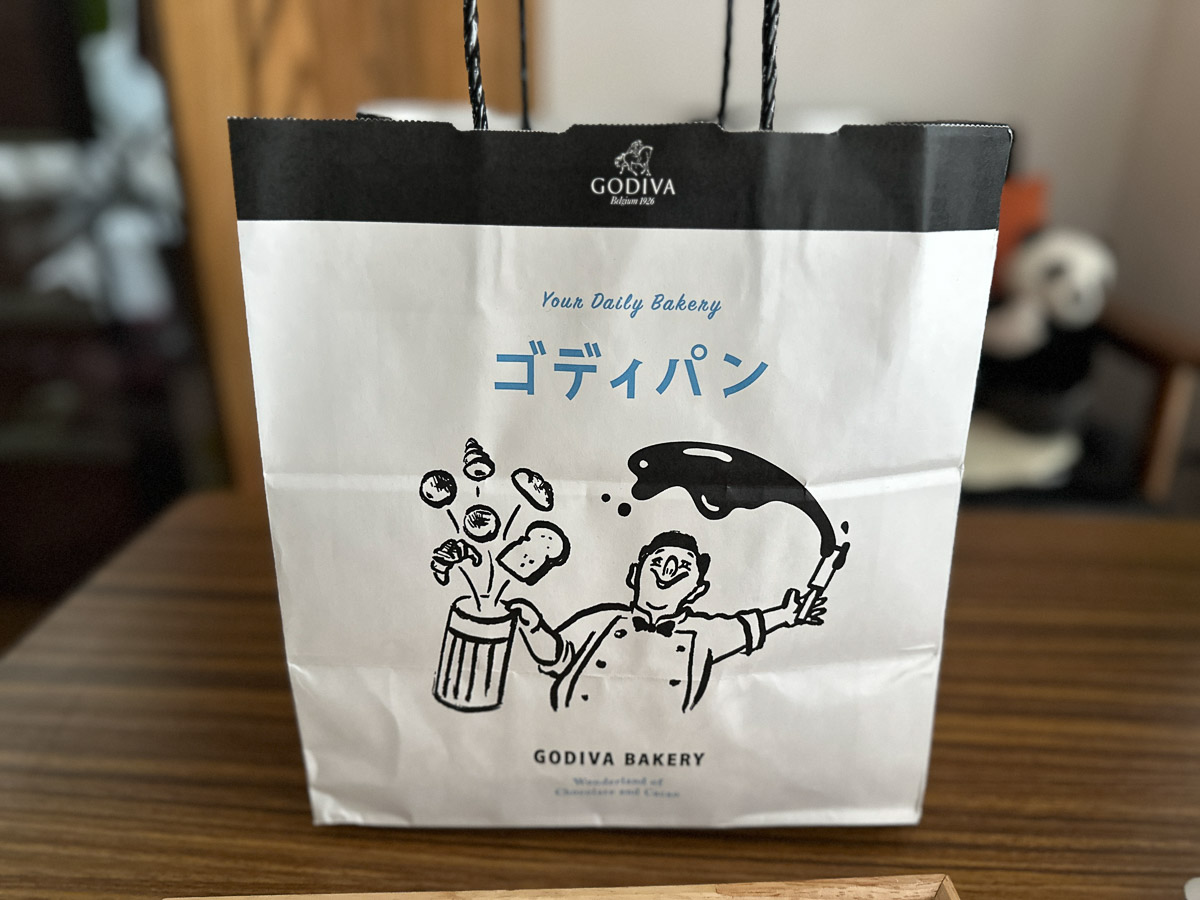 GODIVA
Belgium 1926
Your Daily Bakery
ゴディパン
GODIVA BAKERY
Wonderland of
Chocolate and Cacao